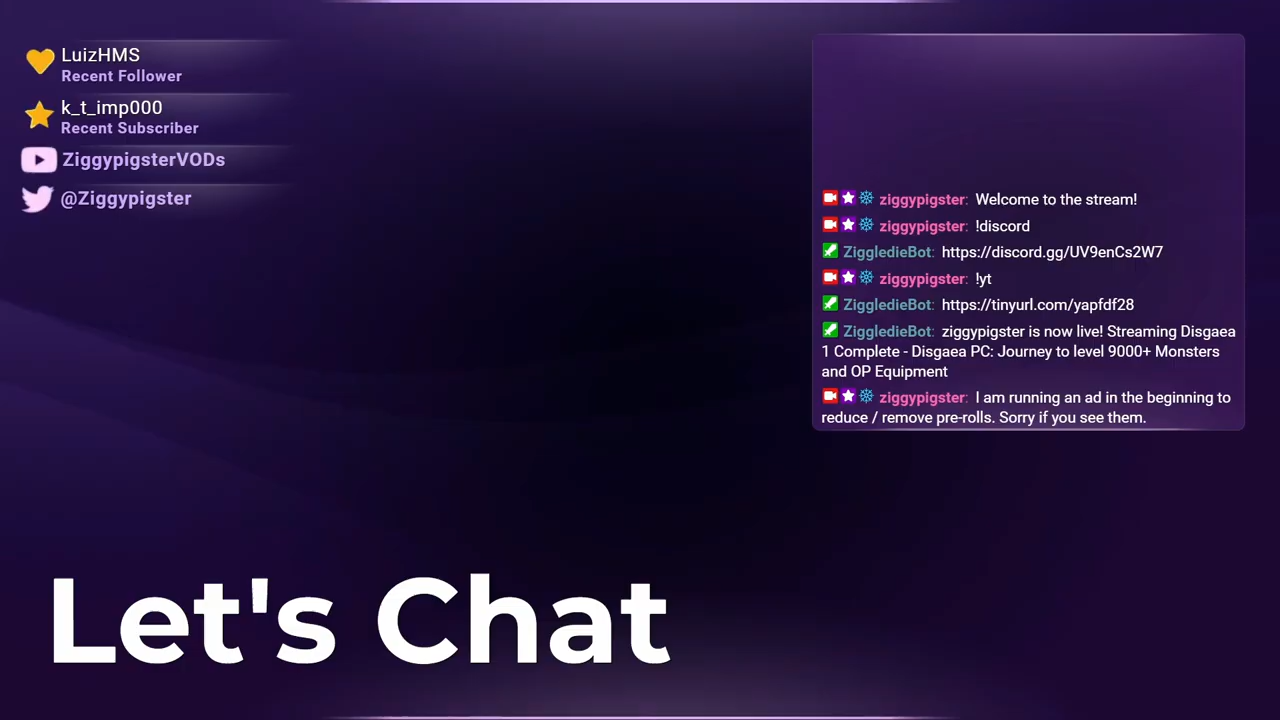 LuizHMS
Recent Follower
k_t_imp000
Recent Subscriber
ZiggypigsterVODs
@Ziggypigster
ziggypigster: Welcome to the stream!
ziggypigster: !discord
ZiggledieBot: https://discord.gg/UV9enCs2W7
ziggypigster: !yt
ZiggledieBot: https://tinyurl.com/yapfdf28
ZiggledieBot: ziggypigster is now live! Streaming Disgaea
1 Complete - Disgaea PC: Journey to level 9000+ Monsters
and OP Equipment
ziggypigster: I am running an ad in the beginning to
reduce / remove pre-rolls. Sorry if you see them.
Let's Chat